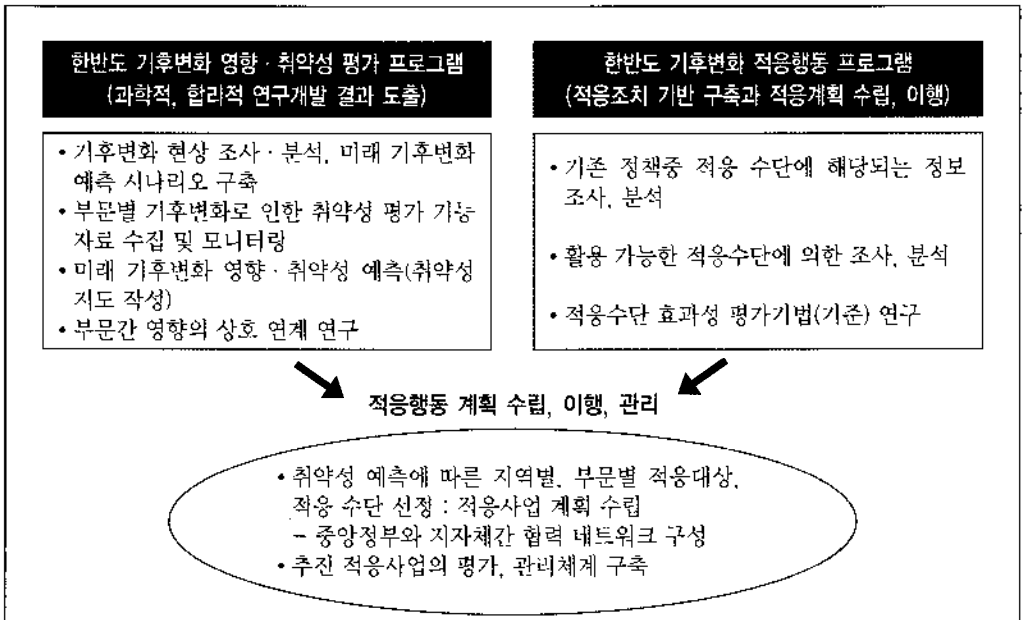 한반도 기후변화 영향 · 취약성 평가 프로그램
(과학적, 합리적 연구개발 결과 도출)
• 기후변화 현상 조사 · 분석, 미래 기후변화
예측 시나리오 구축
• 부문별 기후변화로 인한 취약성 평가 기능
자료 수집 및 모니터링
• 미래 기후변화 영향 · 취약성 예측(취약성
지도 작성)
• 부문간 영향의 상호 연계 연구
한반도 기후변화 적응행동 프로그램
(적응조치 기반 구축과 적응계획 수립, 이행)
• 기존 정책중 적응 수단에 해당되는 정보
조사, 분석
• 활용 가능한 적응수단에 의한 조사, 분석
• 적응수단 효과성 평가기법(기준) 연구
적응행동 계획 수립, 이행, 관리
• 취약성 예측에 따른 지역별, 부문별 적응대상,
적응 수단 선정 : 적응사업 계획 수립
– 중앙정부와 지자체간 협력 네트워크 구성
• 추진 적응사업의 평가, 관리체계 구축